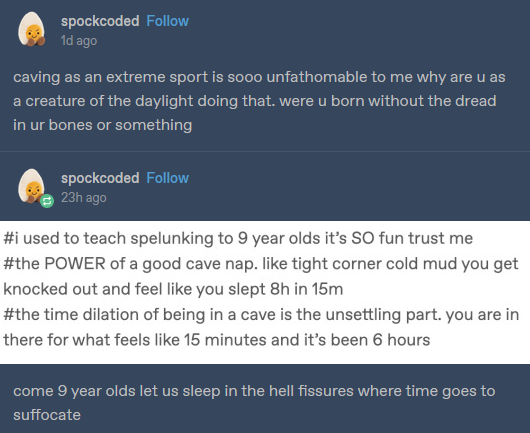 spockcoded Follow
1d ago
caving as an extreme sport is sooo unfathomable to me why are u as
a creature of the daylight doing that. were u born without the dread
in ur bones or something
spockcoded Follow
23h ago
#i used to teach spelunking to 9 year olds it's SO fun trust me
#the POWER of a good cave nap. like tight corner cold mud you get
knocked out and feel like you slept 8h in 15m
#the time dilation of being in a cave is the unsettling part. you are in
there for what feels like 15 minutes and it's been 6 hours
come 9 year olds let us sleep in the hell fissures where time goes to
suffocate